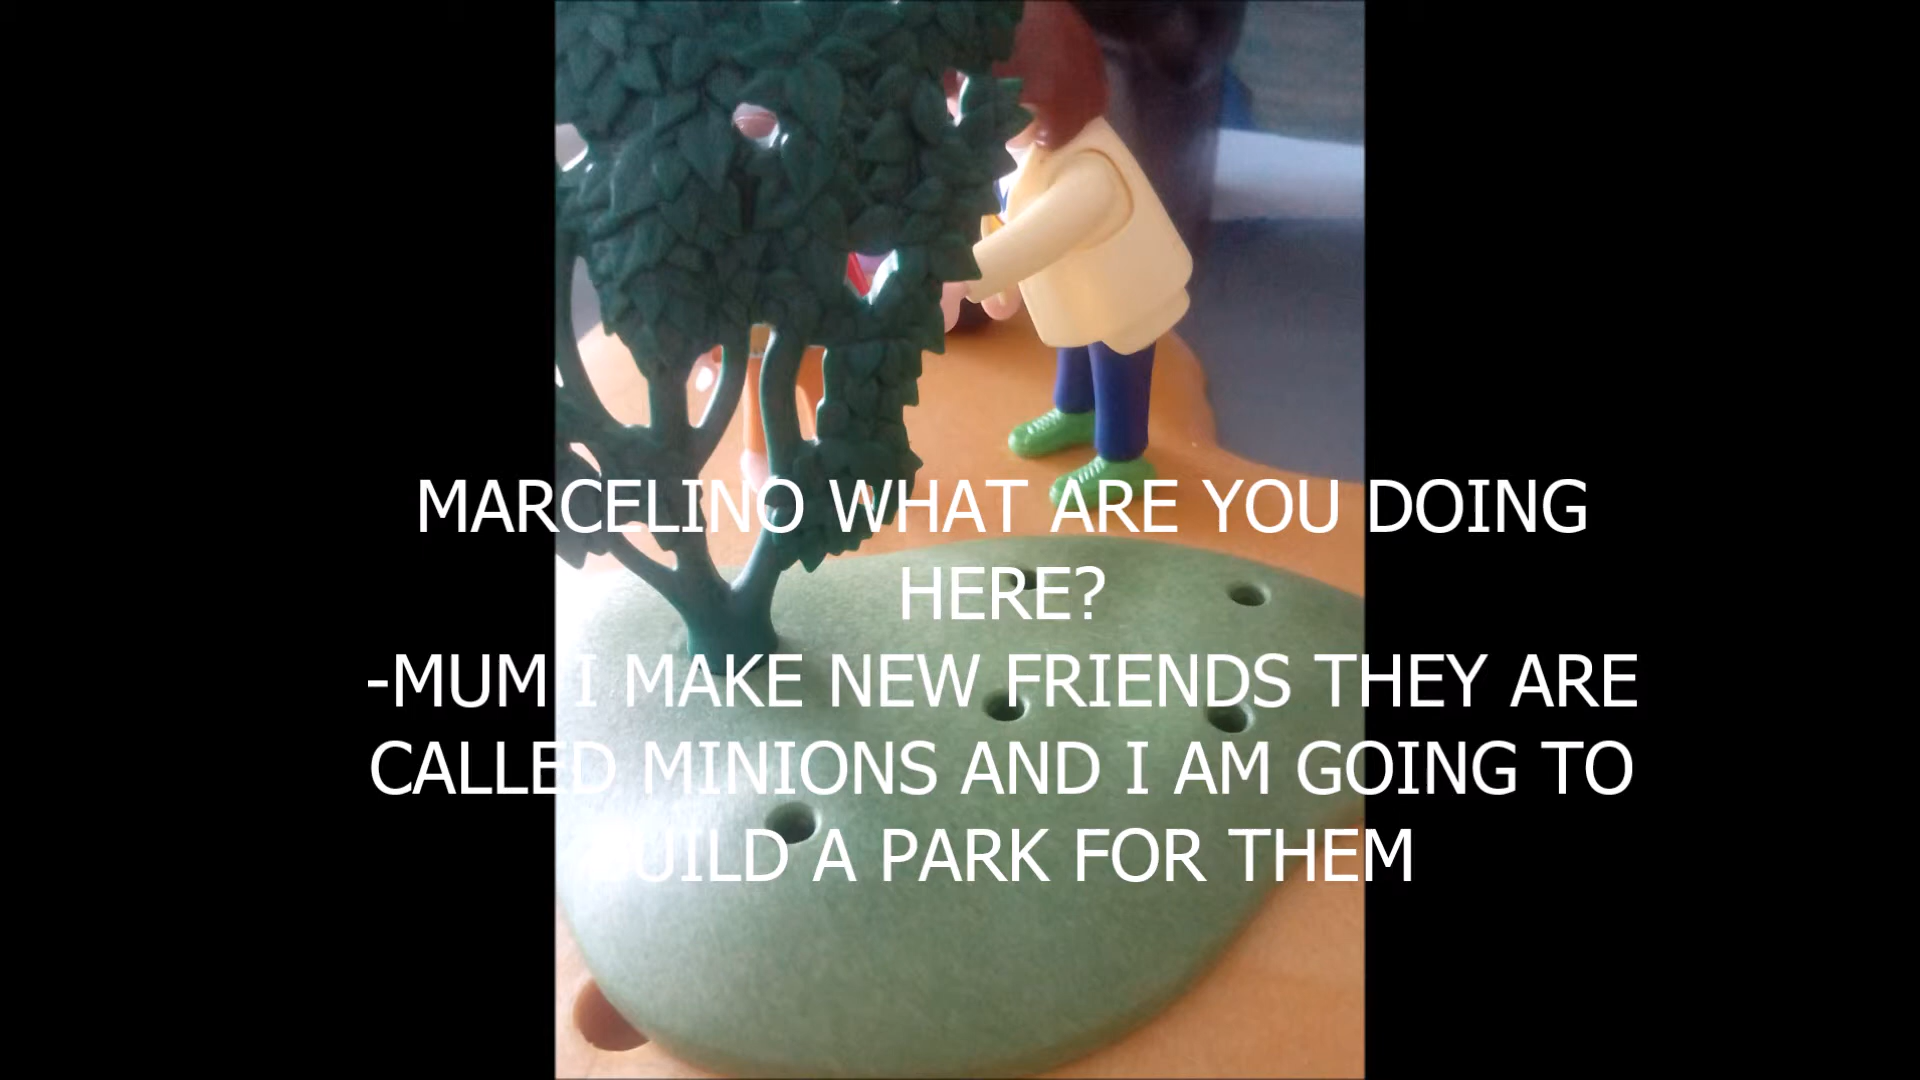 MARCELINO WHAT ARE YOU DOING
HERE?
-MUM I MAKE NEW FRIENDS THEY ARE
CALLED MINIONS AND I AM GOING TO
BUILD A PARK FOR THEM